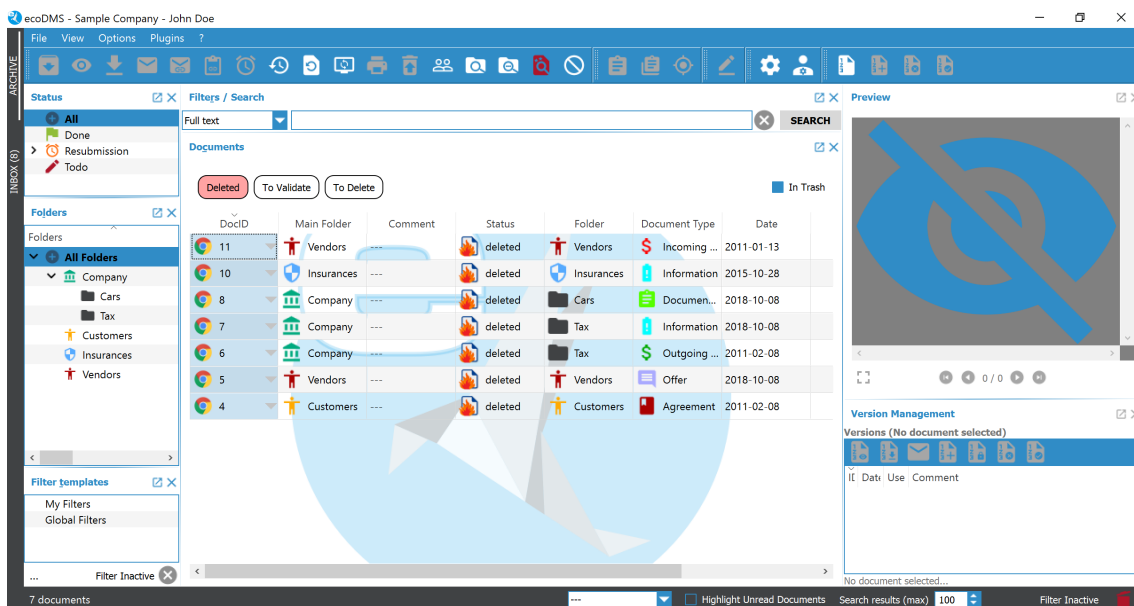 ecoDMS - Sample Company - John Doe
File View Options Plugins ?
ARCHIVE
INBOX (8)
Status
All
Done
Resubmission
Todo
Folders
Folders
All Folders
Company
Cars
Tax
Customers
Insurances
Vendors
Filter templates
My Filters
Global Filters
... Filter Inactive
Filters / Search
Full text SEARCH
Documents
Deleted To Validate To Delete In Trash
DocID Main Folder Comment Status Folder Document Type Date
11 Vendors --- deleted Vendors Incoming ... 2011-01-13
10 Insurances --- deleted Insurances Information 2015-10-28
8 Company --- deleted Cars Documen... 2018-10-08
7 Company --- deleted Tax Information 2018-10-08
6 Company --- deleted Tax Outgoing ... 2011-02-08
5 Vendors --- deleted Vendors Offer 2018-10-08
4 Customers --- deleted Customers Agreement 2011-02-08
Preview
0 / 0
Version Management
Versions (No document selected)
Use Comment
No document selected...
7 documents --- Highlight Unread Documents Search results (max) 100 Filter Inactive